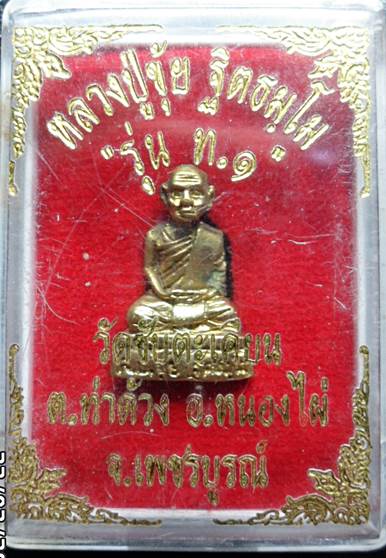 หลวงปู่ขุ้ย ฐิตธมฺโม
"รุ่น ท.๑"
วัดซับตะเคียน
ต.ท่าด้วง อ.หนองไผ่
จ.เพชรบูรณ์